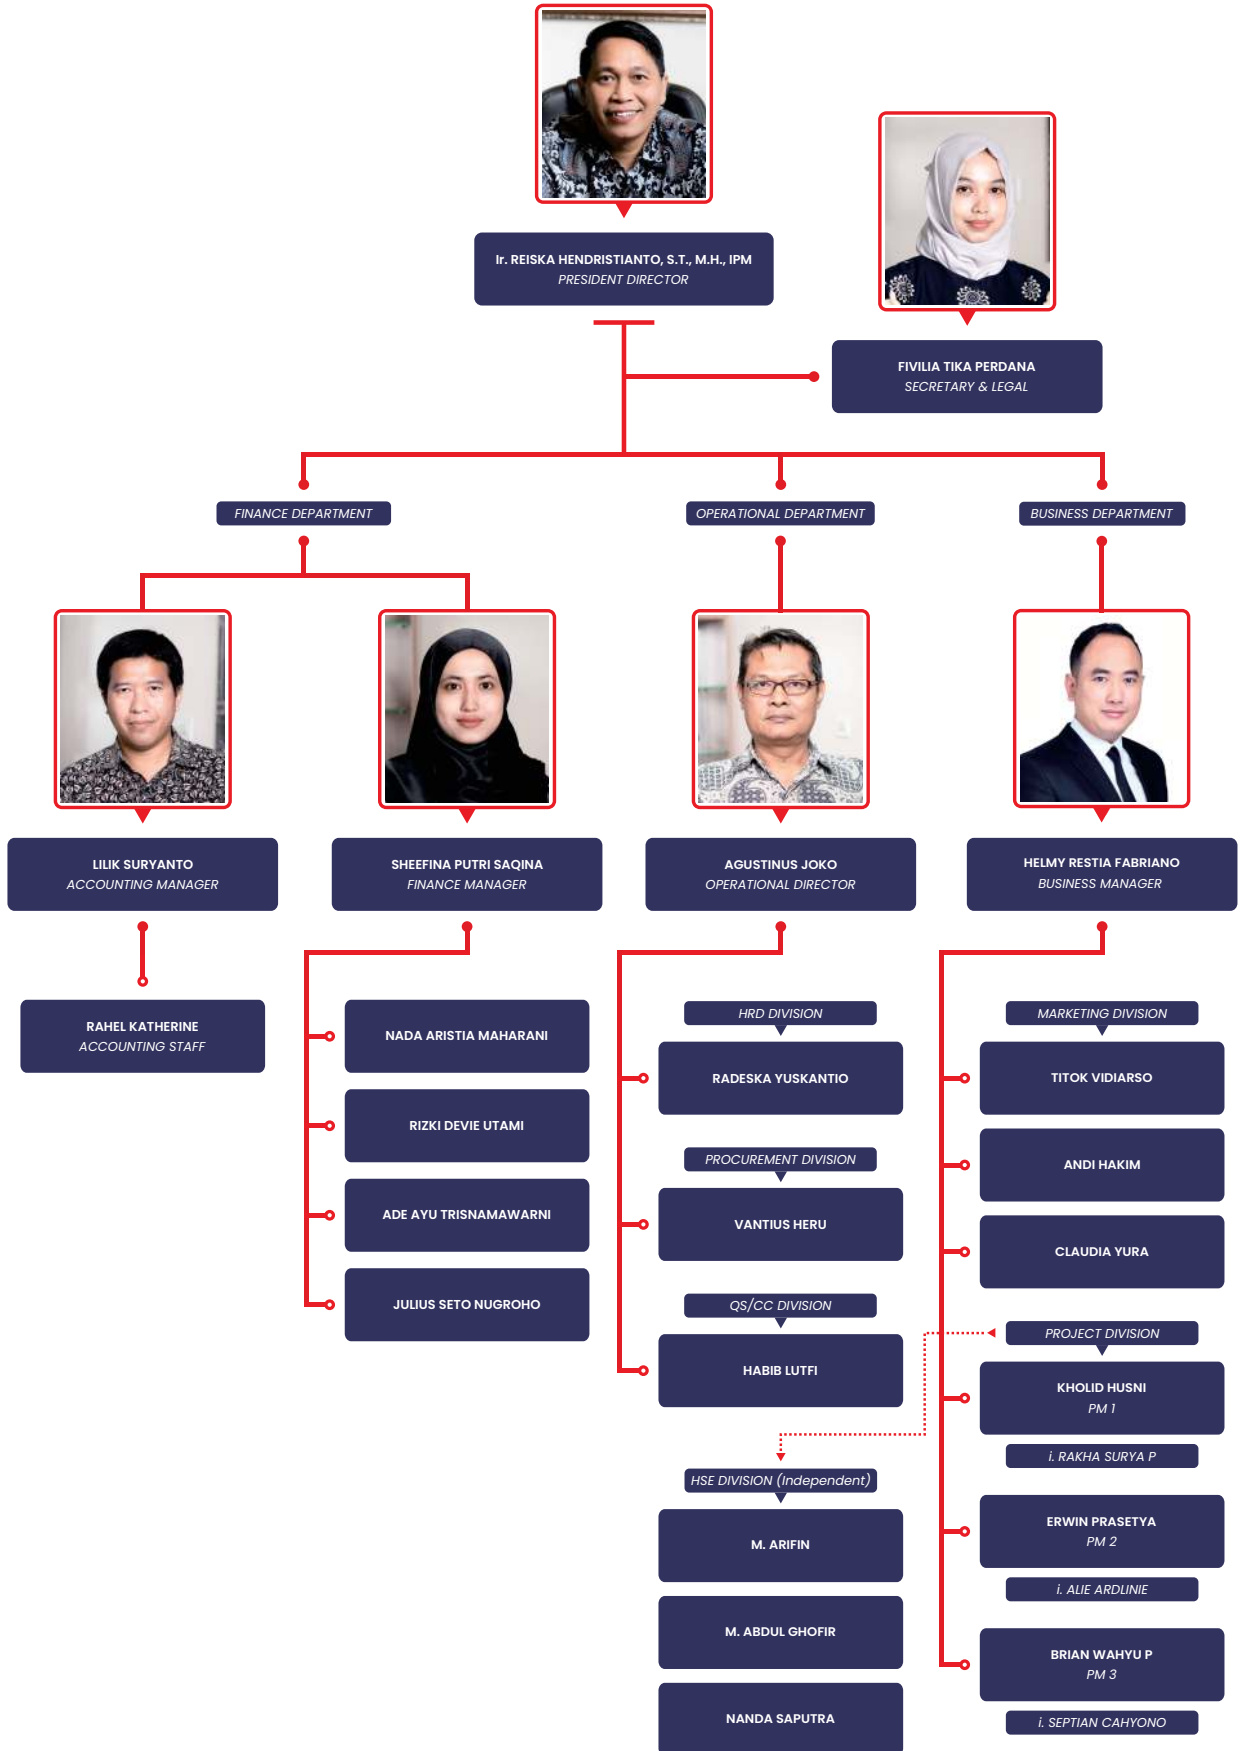 Ir. REISKA HENDRISTIANTO, S.T., M.H., IPM
PRESIDENT DIRECTOR
FIVILIA TIKA PERDANA
SECRETARY & LEGAL
FINANCE DEPARTMENT
OPERATIONAL DEPARTMENT
BUSINESS DEPARTMENT
LILIK SURYANTO
ACCOUNTING MANAGER
SHEEFINA PUTRI SAQINA
FINANCE MANAGER
AGUSTINUS JOKO
OPERATIONAL DIRECTOR
HELMY RESTIA FABRIANO
BUSINESS MANAGER
RAHEL KATHERINE
ACCOUNTING STAFF
NADA ARISTIA MAHARANI
RIZKI DEVIE UTAMI
ADE AYU TRISNAMAWARNI
JULIUS SETO NUGROHO
HRD DIVISION
RADESKA YUSKANTIO
PROCUREMENT DIVISION
VANTIUS HERU
QS/CC DIVISION
HABIB LUTFI
HSE DIVISION (Independent)
M. ARIFIN
M. ABDUL GHOFIR
NANDA SAPUTRA
MARKETING DIVISION
TITOK VIDIARSO
ANDI HAKIM
CLAUDIA YURA
PROJECT DIVISION
KHOLID HUSNI
PM 1
i. RAKHA SURYA P
ERWIN PRASETYA
PM 2
i. ALIE ARDLINIE
BRIAN WAHYU P
PM 3
i. SEPTIAN CAHYONO